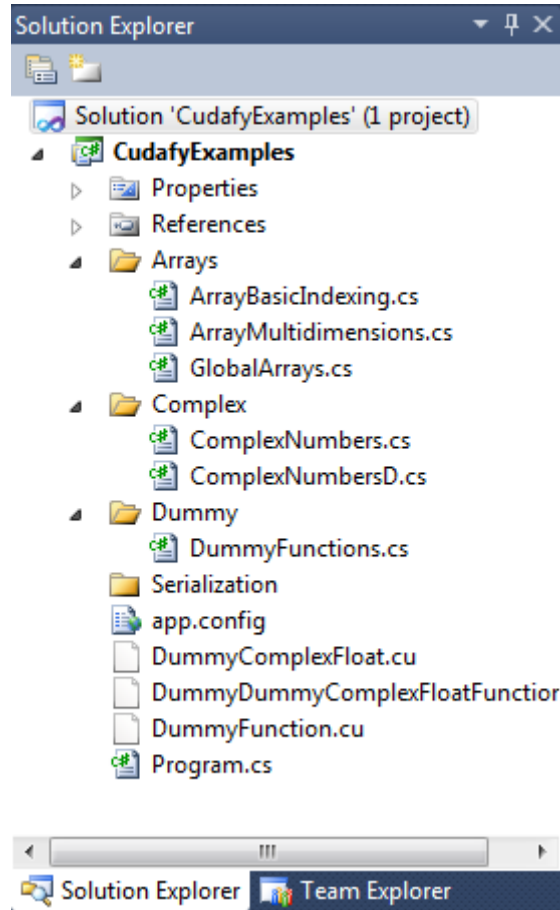 Solution Explorer
Solution 'CudafyExamples' (1 project)
CudafyExamples
Properties
References
Arrays
ArrayBasicIndexing.cs
ArrayMultidimensions.cs
GlobalArrays.cs
Complex
ComplexNumbers.cs
ComplexNumbersD.cs
Dummy
DummyFunctions.cs
Serialization
app.config
DummyComplexFloat.cu
DummyDummyComplexFloatFunction
DummyFunction.cu
Program.cs
Solution Explorer Team Explorer